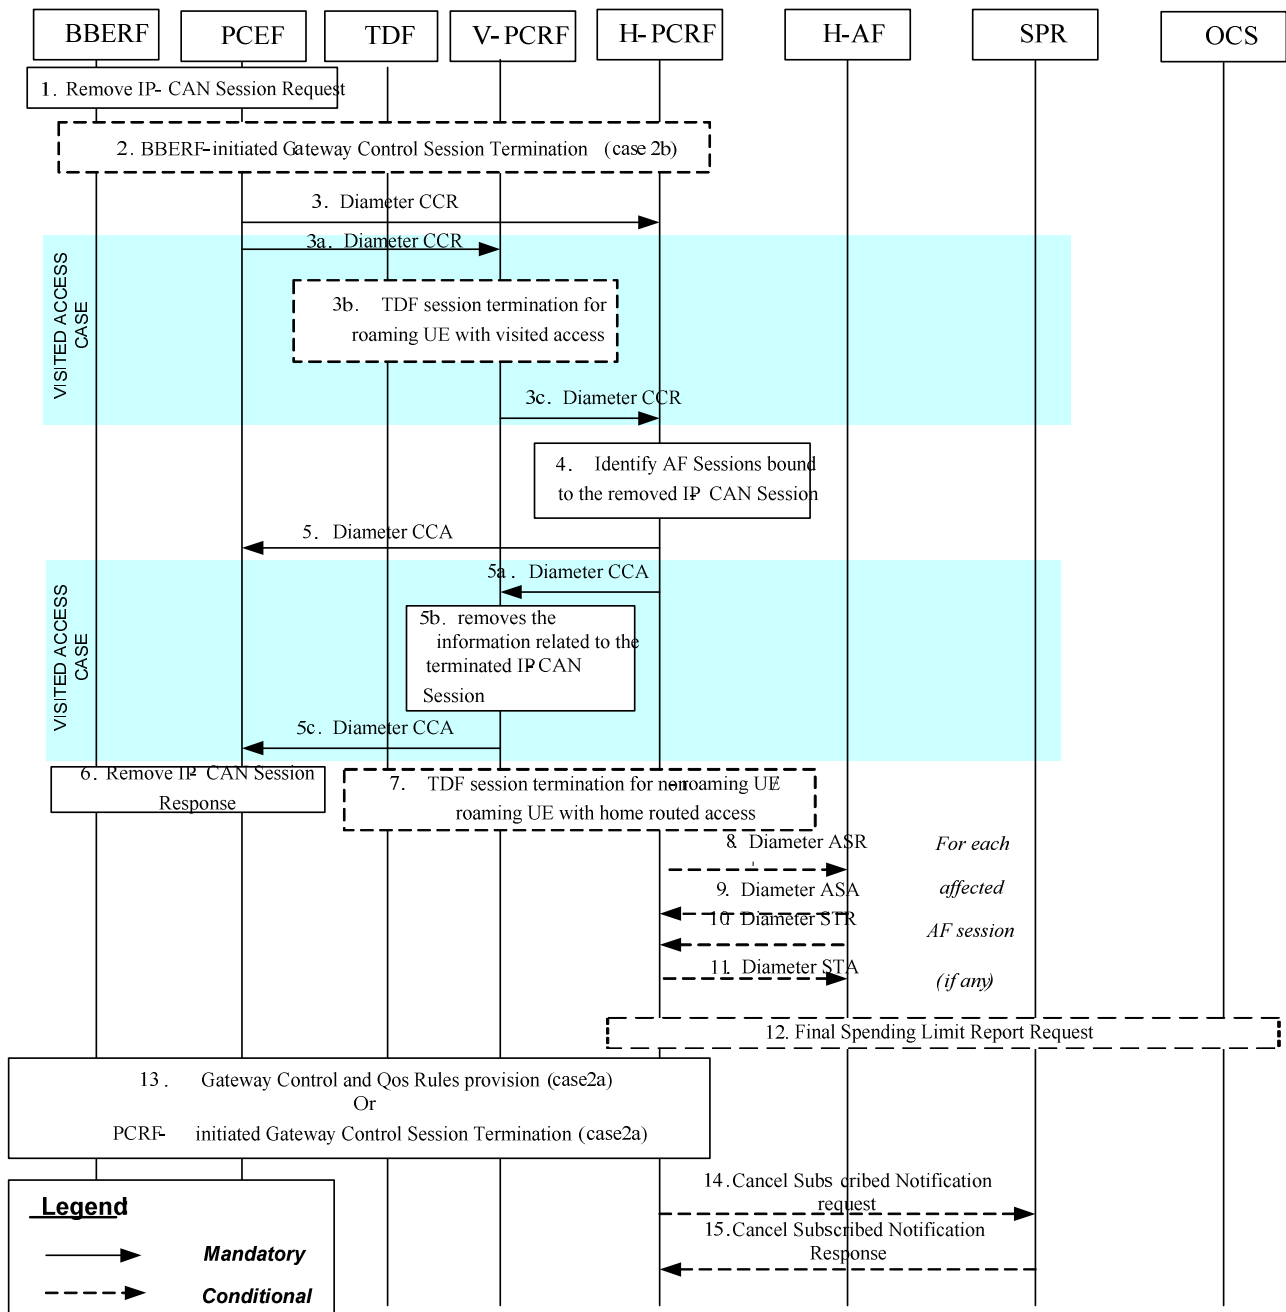 BBERF
PCEF
TDF
V-PCRF
H-PCRF
H-AF
SPR
OCS
1. Remove IP- CAN Session Request
2. BBERF-initiated Gateway Control Session Termination (case 2b)
3. Diameter CCR
VISITED ACCESS
CASE
3a. Diameter CCR
3b. TDF session termination for
roaming UE with visited access
3c. Diameter CCR
4. Identify AF Sessions bound
to the removed IP CAN Session
5. Diameter CCA
VISITED ACCESS
CASE
5a. Diameter CCA
5b. removes the
information related to the
terminated IP CAN
Session
5c. Diameter CCA
6. Remove IP CAN Session
Response
7. TDF session termination for non-roaming UE/
roaming UE with home routed access
8. Diameter ASR
For each
9. Diameter ASA
affected
10. Diameter STR
AF session
11. Diameter STA
(if any)
12. Final Spending Limit Report Request
13. Gateway Control and Qos Rules provision (case2a)
Or
PCRF- initiated Gateway Control Session Termination (case2a)
14. Cancel Subs cribed Notification
request
15. Cancel Subscribed Notification
Response
Legend
Mandatory
Conditional